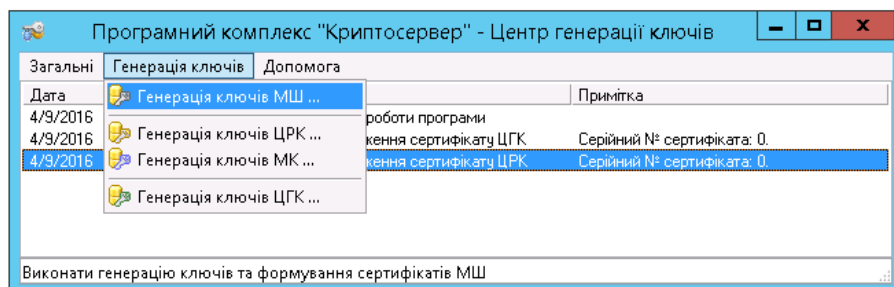 Програмний комплекс "Криптосервер" - Центр генерації ключів
Загальні Генерація ключів Допомога
Дата Примітка
Генерація ключів МШ ...
4/9/2016 роботи програми
4/9/2016 ження сертифікату ЦГК Серійний № сертифіката: 0.
Генерація ключів ЦРК ...
4/9/2016 ження сертифікату ЦРК Серійний № сертифіката: 0.
Генерація ключів МК ...
Генерація ключів ЦГК ...
Виконати генерацію ключів та формування сертифікатів МШ